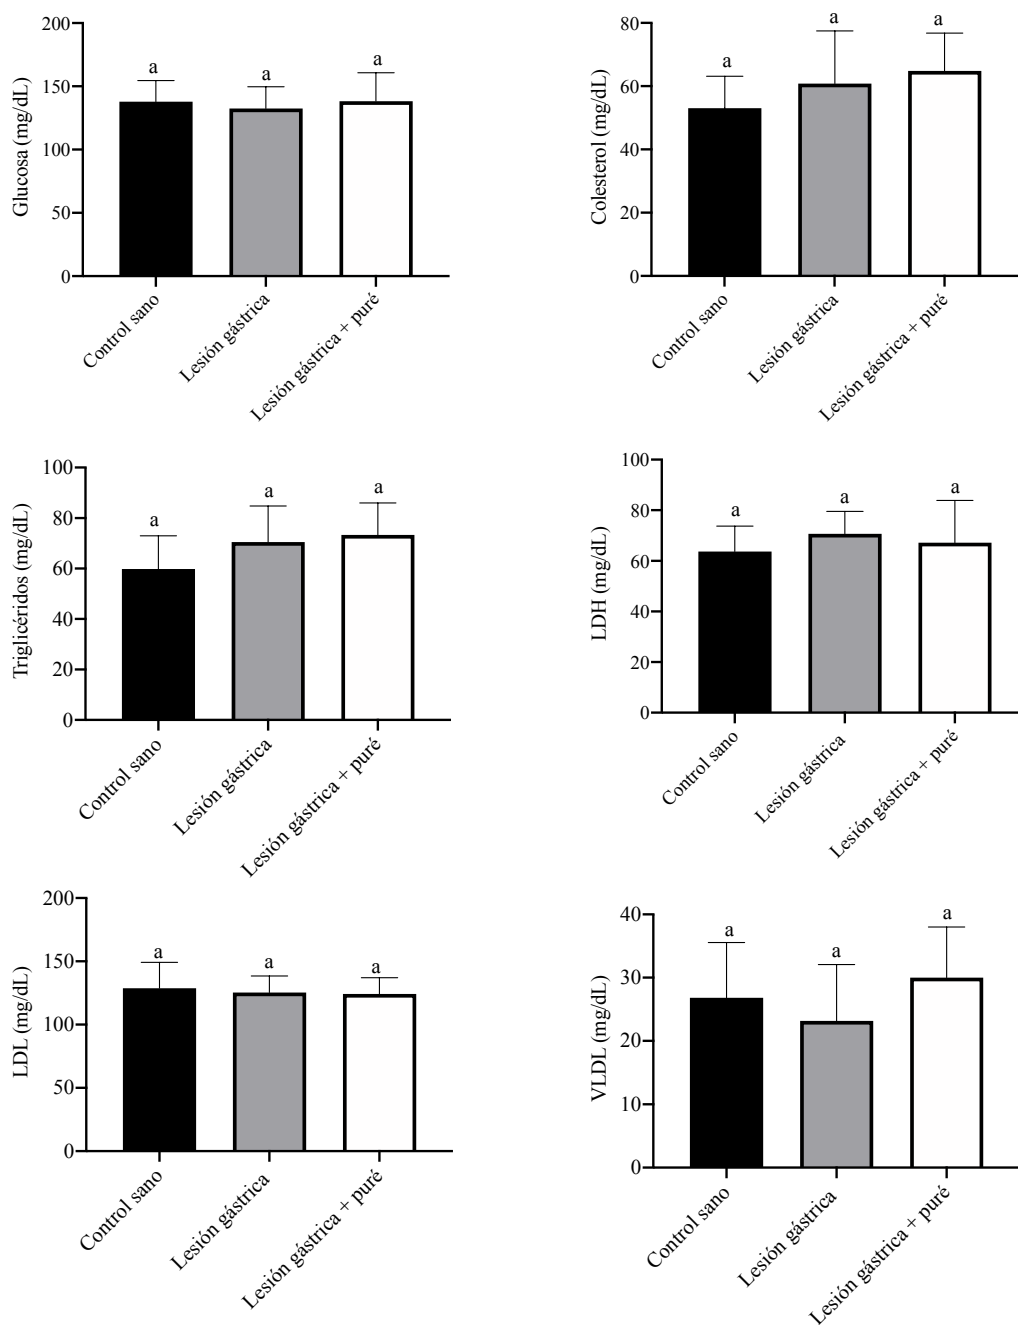 Glucosa (mg/dL)
200
150
100
50
0
a
a
a
Control sano
Lesión gástrica
Lesión gástrica + puré
Colesterol (mg/dL)
80
60
40
20
0
a
a
a
Control sano
Lesión gástrica
Lesión gástrica + puré
Triglicéridos (mg/dL)
100
80
60
40
20
0
a
a
a
Control sano
Lesión gástrica
Lesión gástrica + puré
LDH (mg/dL)
100
80
60
40
20
0
a
a
a
Control sano
Lesión gástrica
Lesión gástrica + puré
LDL (mg/dL)
200
150
100
50
0
a
a
a
Control sano
Lesión gástrica
Lesión gástrica + puré
VLDL (mg/dL)
40
30
20
10
0
a
a
a
Control sano
Lesión gástrica
Lesión gástrica + puré